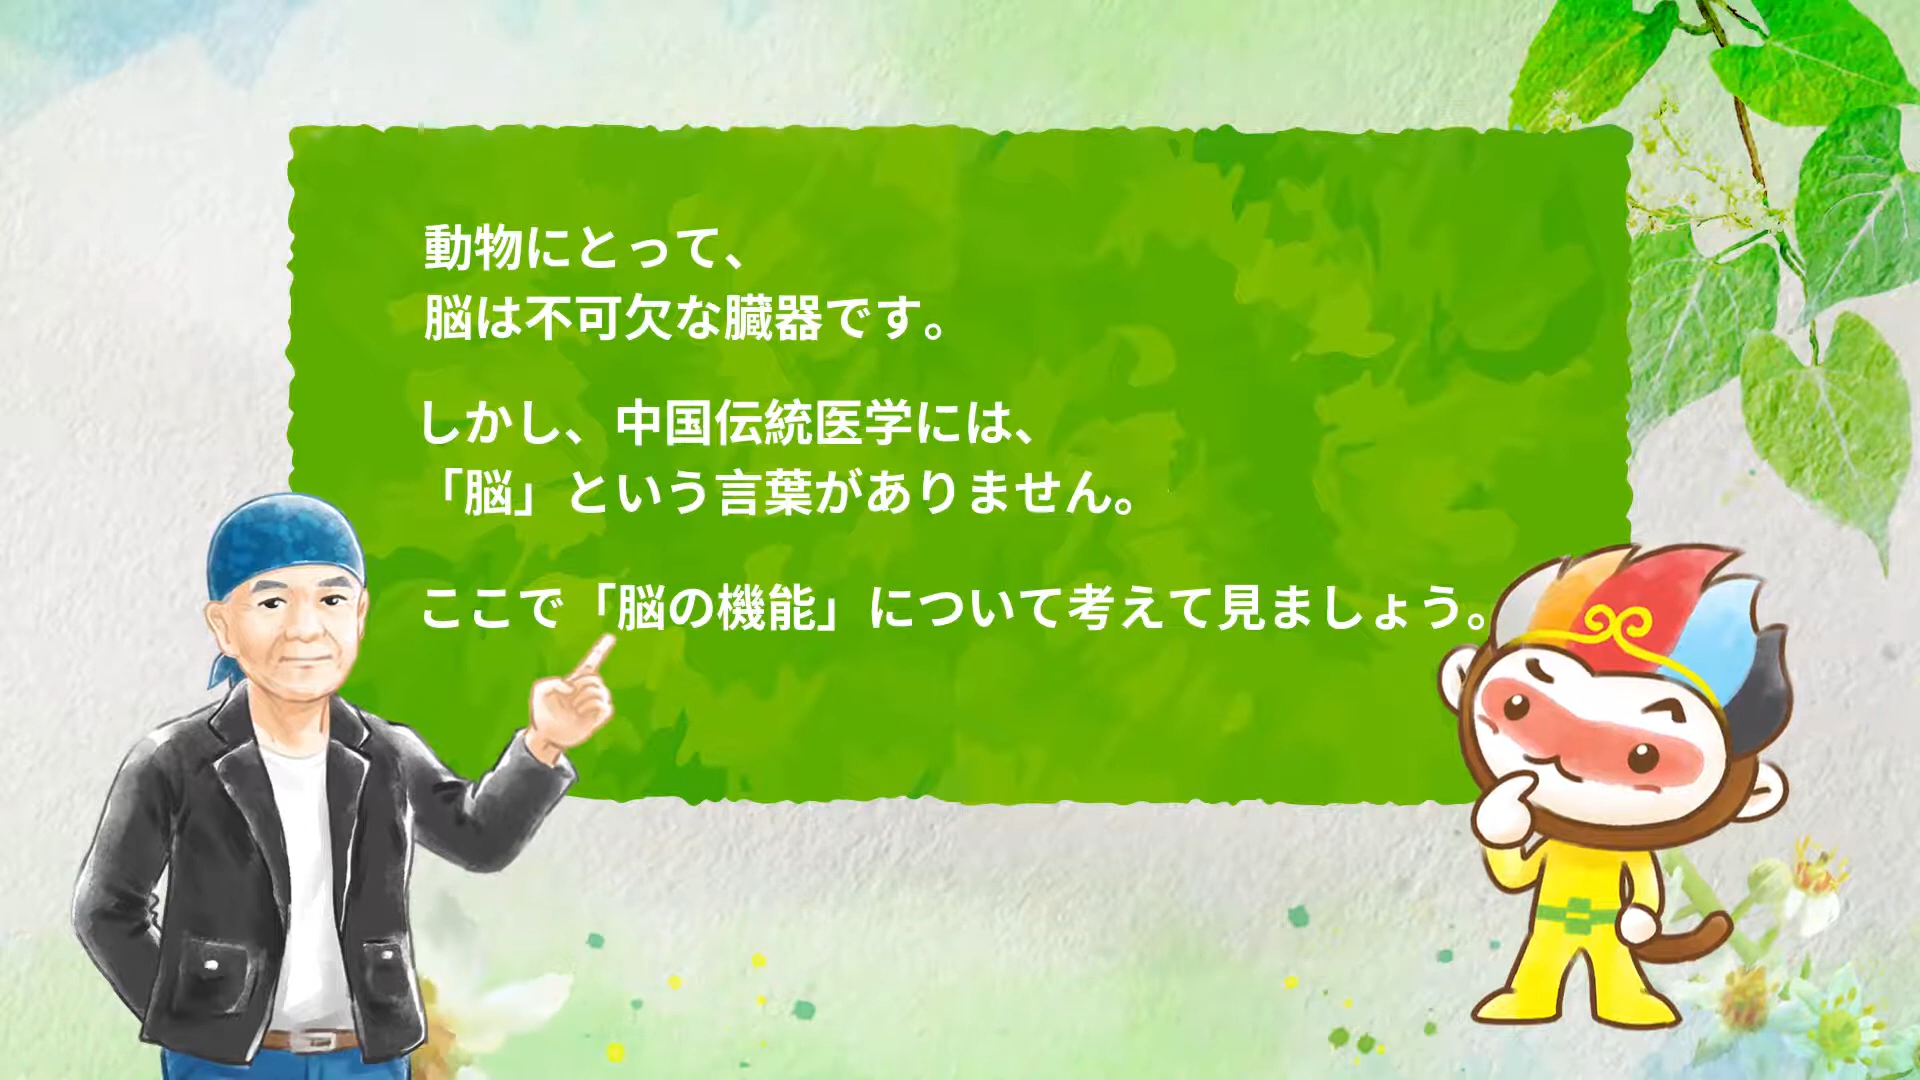 動物にとって、
脳は不可欠な臓器です。
しかし、中国伝統医学には、
「脳」という言葉がありません。
ここで「脳の機能」について考えて見ましょう。